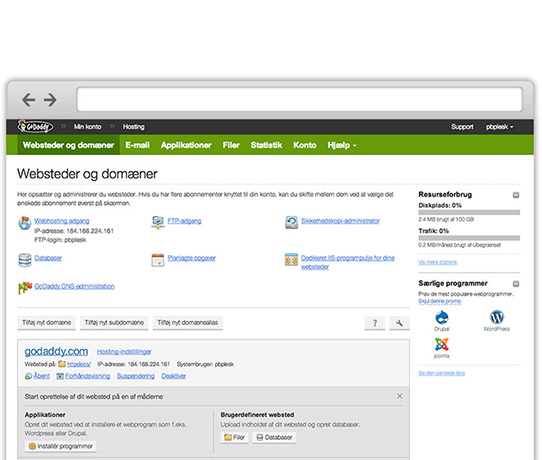 GoDaddy Min konto Hosting Support pbplesk
Websteder og domæner E-mail Applikationer Filer Statistik Konto Hjælp
Websteder og domæner
Her opsætter og administrerer du websteder. Hvis du har flere abonnementer knyttet til din konto, kan du skifte mellem dem ved at vælge det
ønskede abonnement øverst på skærmen.
Webhosting adgang
IP-adresse: 184.168.224.161
FTP-login: pbplesk
FTP-adgang
Sikkerhedskopi-administrator
Databaser
Planlagte opgaver
Dedikeret IIS-programpulje for dine
websteder
GoDaddy DNS-administration
Resurseforbrug
Diskplads: 0%
2.4 MB brugt af 100 GB
Trafik: 0%
0.2 MB/måned brugt af Ubegrænset
Vis mere statistik
Særlige programmer
Prøv de mest populære webprogrammer.
Skjul denne promo
Drupal
WordPress
joomla
Se den samlede liste
Tilføj nyt domæne Tilføj nyt subdomæne Tilføj nyt domænealias ?
godaddy.com Hosting-indstillinger
Websted på: httpdocs/ IP-adresse: 184.168.224.161 Systembruger: pbplesk
Åbent Forhåndsvisning Suspendering Deaktiver
Start oprettelse af dit websted på en af måderne
Applikationer
Opret dit websted ved at installere et webprogram som f.eks.
Wordpress eller Drupal.
Installér programmer
Brugerdefineret websted
Upload indholdet af dit websted og opret databaser.
Filer Databaser